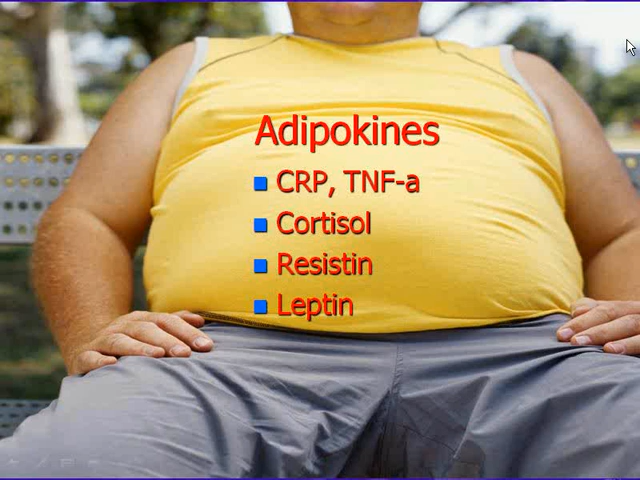 Adipokines
CRP, TNF-a
Cortisol
Resistin
Leptin